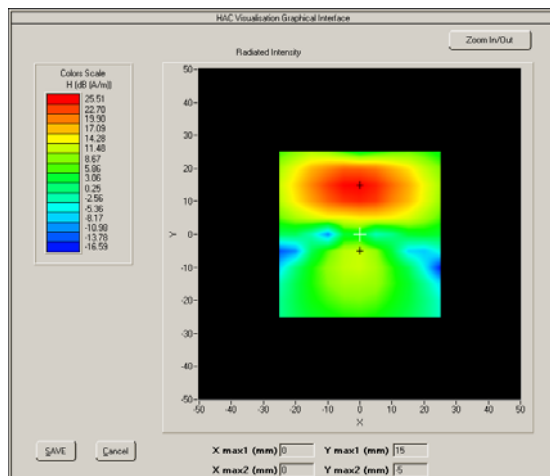 HAC Visualisation Graphical Interface
Zoom In/Out
Radiated Intensity
Colors Scale
H (dB (A/m))
25.51
22.70
19.90
17.09
14.28
11.48
8.67
5.86
3.06
0.25
-2.56
-5.36
-8.17
-10.98
-13.78
-16.59
50
40
30
20
10
0
-10
-20
-30
-40
-50
Y
-50 -40 -30 -20 -10 0 10 20 30 40 50
X
SAVE
Cancel
X max1 (mm) 0 Y max1 (mm) 15
X max2 (mm) 0 Y max2 (mm) -5